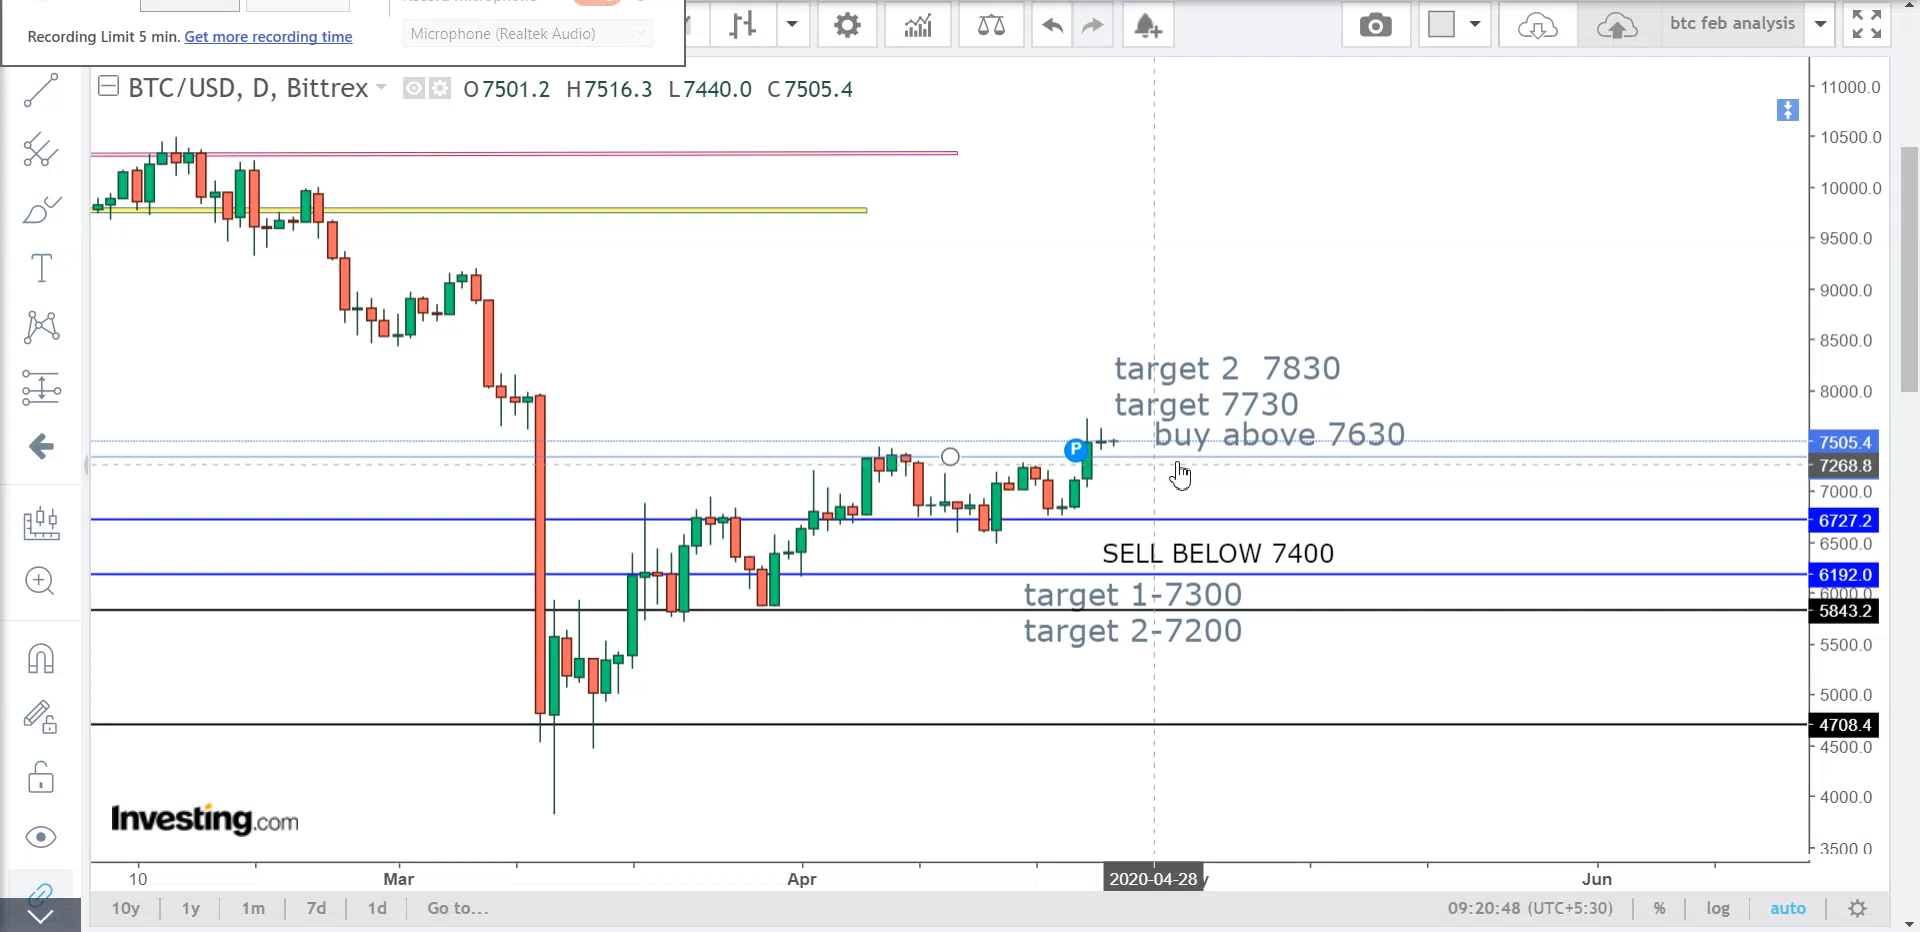 Recording Limit 5 min. Get more recording time
Microphone (Realtek Audio)
btc feb analysis
BTC/USD, D, Bittrex O7501.2 H7516.3 L7440.0 C7505.4
11000.0
10500.0
10000.0
9500.0
9000.0
8500.0
8000.0
7505.4
7268.8
7000.0
6727.2
6500.0
6192.0
6000.0
5843.2
5500.0
5000.0
4708.4
4500.0
4000.0
3500.0
target 2 7830
target 7730
buy above 7630
P
SELL BELOW 7400
target 1-7300
target 2-7200
Investing.com
10 Mar Apr 2020-04-28 Jun
10y 1y 1m 7d 1d Go to... 09:20:48 (UTC+5:30) % log auto